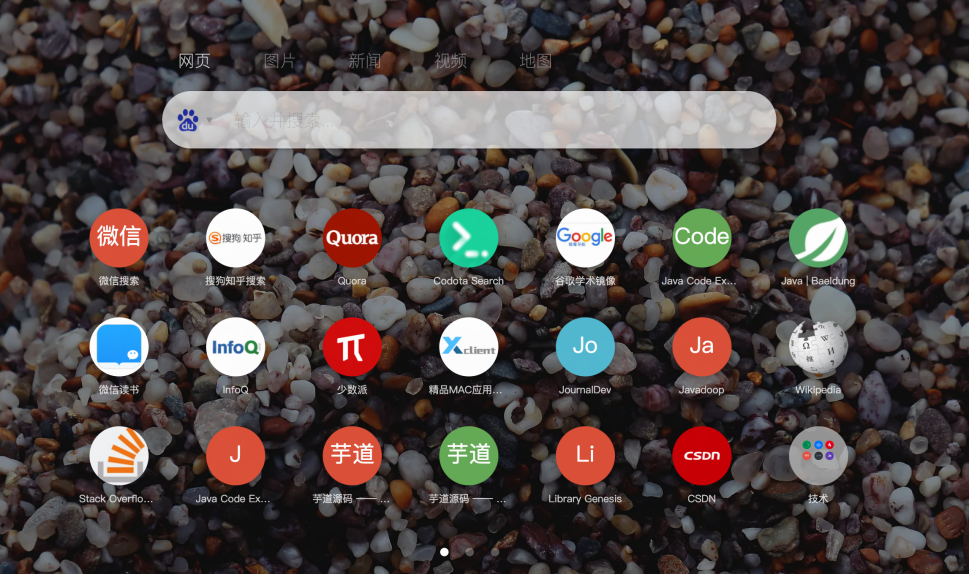 网页 图片 新闻 视频 地图
du 输入并搜索...
微信 搜狗 知乎 Quora Google Code
微信搜索 搜狗知乎搜索 Quora Codota Search 谷歌学术镜像 Java Code Ex... Java | Baeldung
InfoQ Xclient Jo Ja
微信读书 InfoQ 少数派 精品MAC应用... JournalDev Javadoop Wikipedia
J 芋道 芋道 Li CSDN
Stack Overflo... Java Code Ex... 芋道源码 —— ... 芋道源码 —— ... Library Genesis CSDN 技术